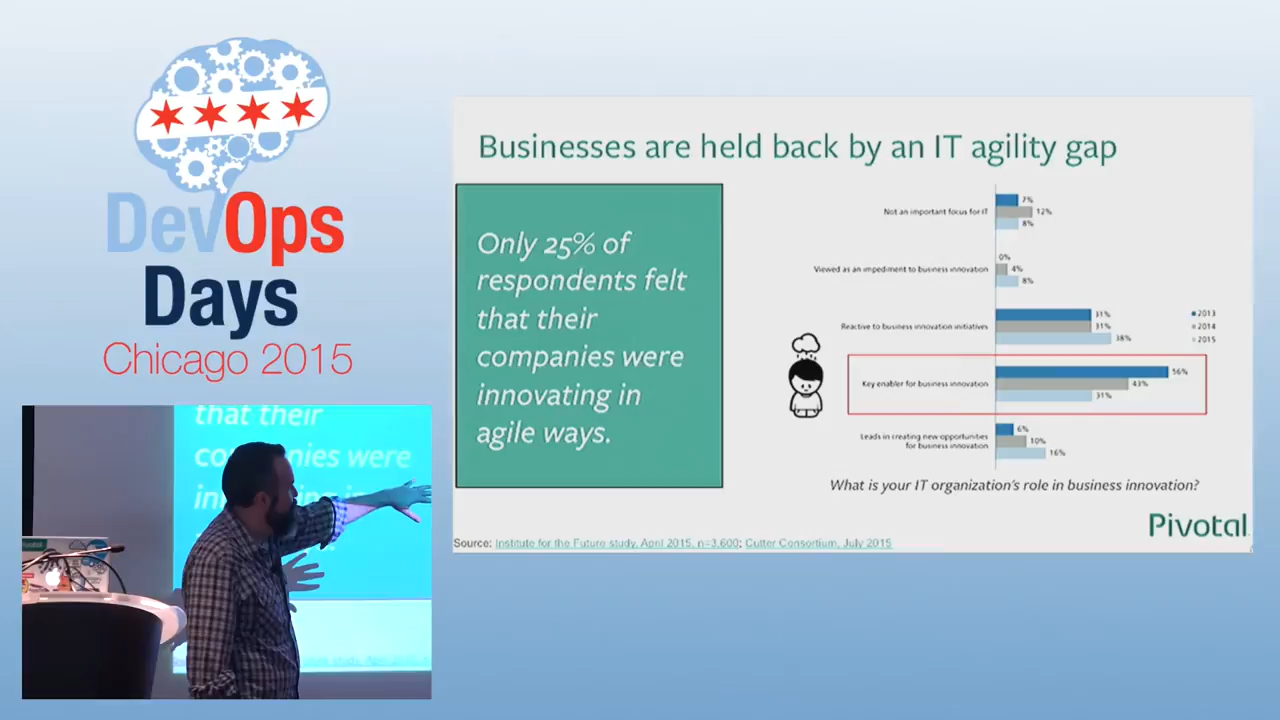 DevOps
Days
Chicago 2015
Businesses are held back by an IT agility gap
Only 25% of
respondents felt
that their
companies were
innovating in
agile ways.
Not an important focus for IT
7%
12%
8%
Viewed as an impediment to business innovation
0%
4%
8%
Reactive to business innovation initiatives
31%
31%
38%
2013
2014
2015
Key enabler for business innovation
56%
43%
31%
Leads in creating new opportunities
for business innovation
6%
10%
16%
What is your IT organization's role in business innovation?
Pivotal
Source: Institute for the Future study, April 2015, n=3,600; Cutter Consortium, July 2015
that their
companies were
Pivotal